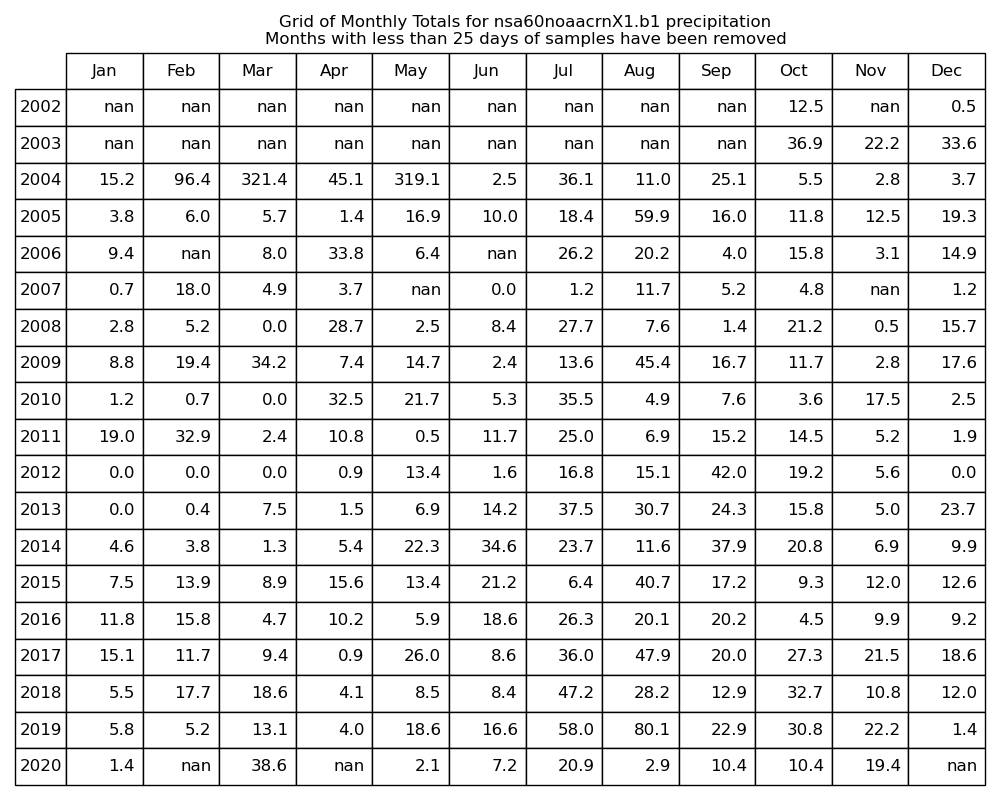 Grid of Monthly Totals for nsa60noaacrnX1.b1 precipitation
Months with less than 25 days of samples have been removed
Jan Feb Mar Apr May Jun Jul Aug Sep Oct Nov Dec
2002 nan nan nan nan nan nan nan nan nan 12.5 nan 0.5
2003 nan nan nan nan nan nan nan nan nan 36.9 22.2 33.6
2004 15.2 96.4 321.4 45.1 319.1 2.5 36.1 11.0 25.1 5.5 2.8 3.7
2005 3.8 6.0 5.7 1.4 16.9 10.0 18.4 59.9 16.0 11.8 12.5 19.3
2006 9.4 nan 8.0 33.8 6.4 nan 26.2 20.2 4.0 15.8 3.1 14.9
2007 0.7 18.0 4.9 3.7 nan 0.0 1.2 11.7 5.2 4.8 nan 1.2
2008 2.8 5.2 0.0 28.7 2.5 8.4 27.7 7.6 1.4 21.2 0.5 15.7
2009 8.8 19.4 34.2 7.4 14.7 2.4 13.6 45.4 16.7 11.7 2.8 17.6
2010 1.2 0.7 0.0 32.5 21.7 5.3 35.5 4.9 7.6 3.6 17.5 2.5
2011 19.0 32.9 2.4 10.8 0.5 11.7 25.0 6.9 15.2 14.5 5.2 1.9
2012 0.0 0.0 0.0 0.9 13.4 1.6 16.8 15.1 42.0 19.2 5.6 0.0
2013 0.0 0.4 7.5 1.5 6.9 14.2 37.5 30.7 24.3 15.8 5.0 23.7
2014 4.6 3.8 1.3 5.4 22.3 34.6 23.7 11.6 37.9 20.8 6.9 9.9
2015 7.5 13.9 8.9 15.6 13.4 21.2 6.4 40.7 17.2 9.3 12.0 12.6
2016 11.8 15.8 4.7 10.2 5.9 18.6 26.3 20.1 20.2 4.5 9.9 9.2
2017 15.1 11.7 9.4 0.9 26.0 8.6 36.0 47.9 20.0 27.3 21.5 18.6
2018 5.5 17.7 18.6 4.1 8.5 8.4 47.2 28.2 12.9 32.7 10.8 12.0
2019 5.8 5.2 13.1 4.0 18.6 16.6 58.0 80.1 22.9 30.8 22.2 1.4
2020 1.4 nan 38.6 nan 2.1 7.2 20.9 2.9 10.4 10.4 19.4 nan